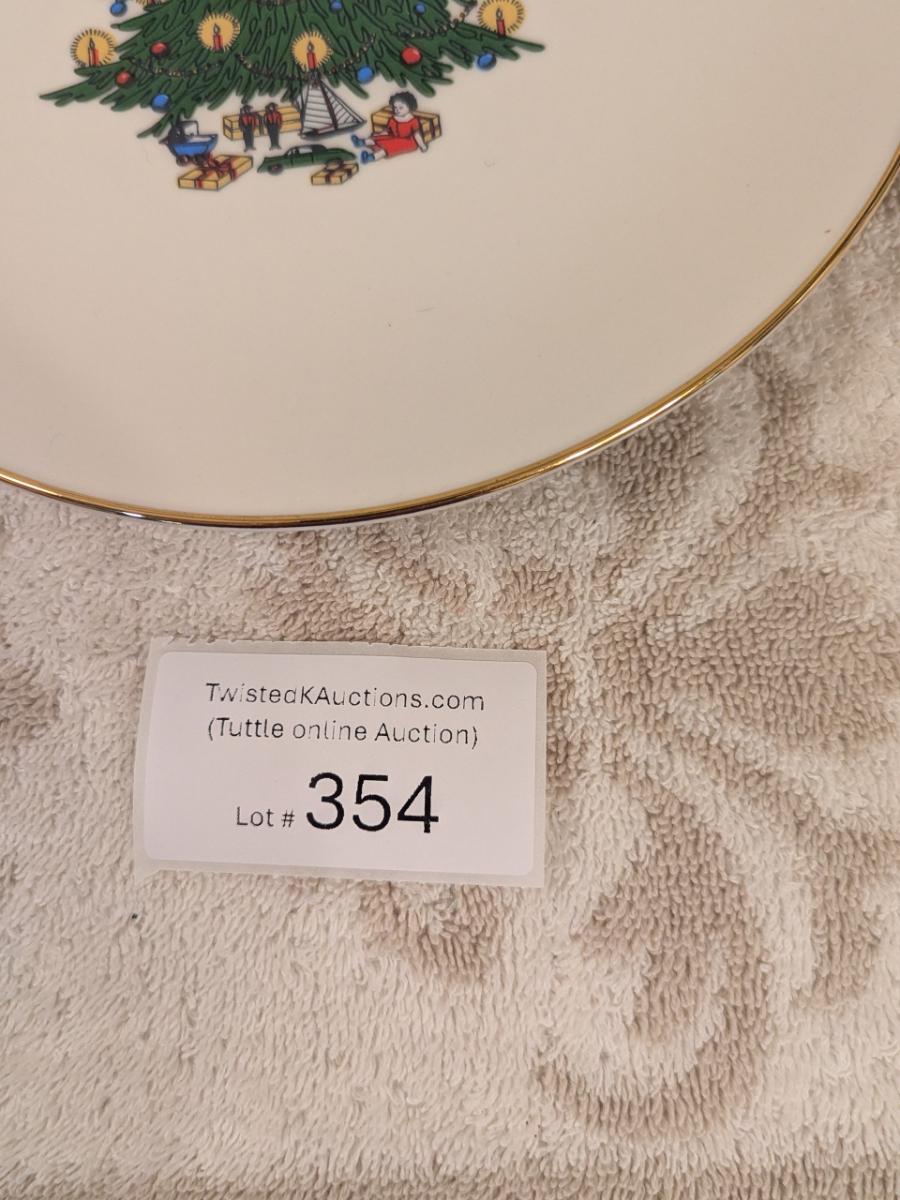 TwistedKAuctions.com
(Tuttle online Auction)
Lot # 354